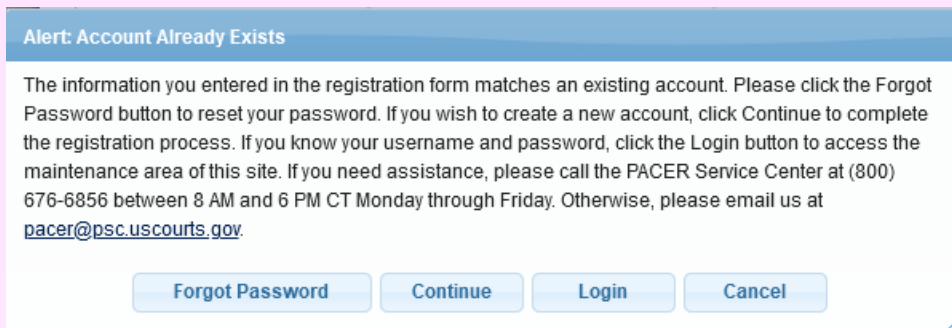 Alert: Account Already Exists
The information you entered in the registration form matches an existing account. Please click the Forgot
Password button to reset your password. If you wish to create a new account, click Continue to complete
the registration process. If you know your username and password, click the Login button to access the
maintenance area of this site. If you need assistance, please call the PACER Service Center at (800)
676-6856 between 8 AM and 6 PM CT Monday through Friday. Otherwise, please email us at
pacer@psc.uscourts.gov.
Forgot Password Continue Login Cancel